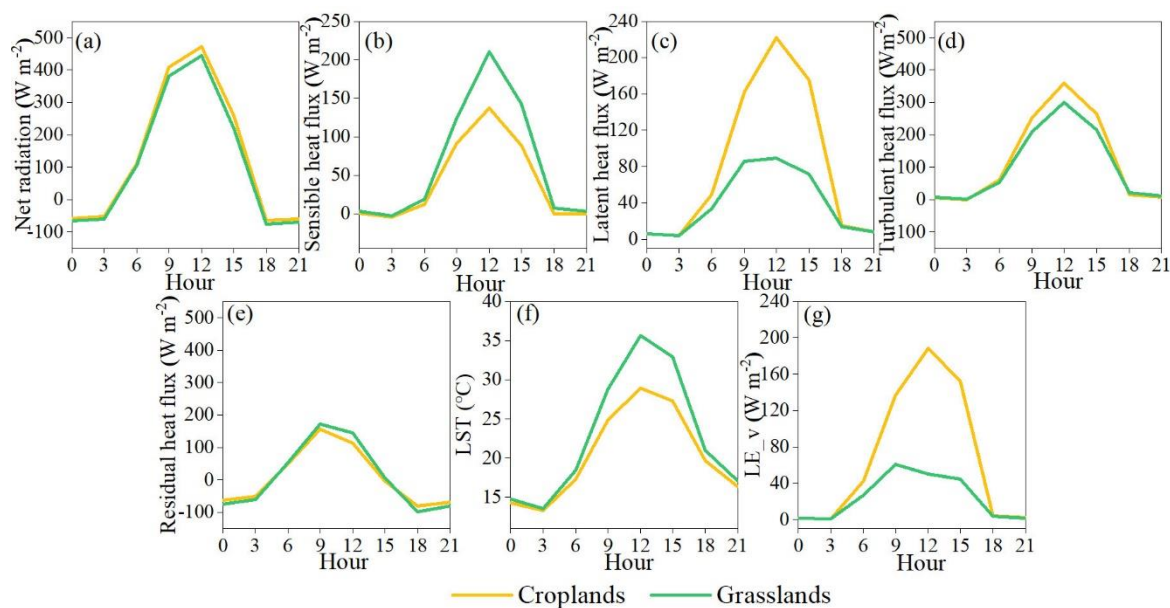 (a)
Net radiation (W m-2)
500
400
300
200
100
0
-100
0 3 6 9 12 15 18 21
Hour
(b)
Sensible heat flux (W m-2)
250
200
150
100
50
0
0 3 6 9 12 15 18 21
Hour
(c)
Latent heat flux (W m-2)
240
200
160
120
80
40
0
0 3 6 9 12 15 18 21
Hour
(d)
Turbulent heat flux (W m-2)
500
400
300
200
100
0
-100
0 3 6 9 12 15 18 21
Hour
(e)
Residual heat flux (W m-2)
500
400
300
200
100
0
-100
0 3 6 9 12 15 18 21
Hour
(f)
LST (°C)
40
35
30
25
20
15
0 3 6 9 12 15 18 21
Hour
(g)
LE_v (W m-2)
240
200
160
120
80
40
0
0 3 6 9 12 15 18 21
Hour
Croplands Grasslands